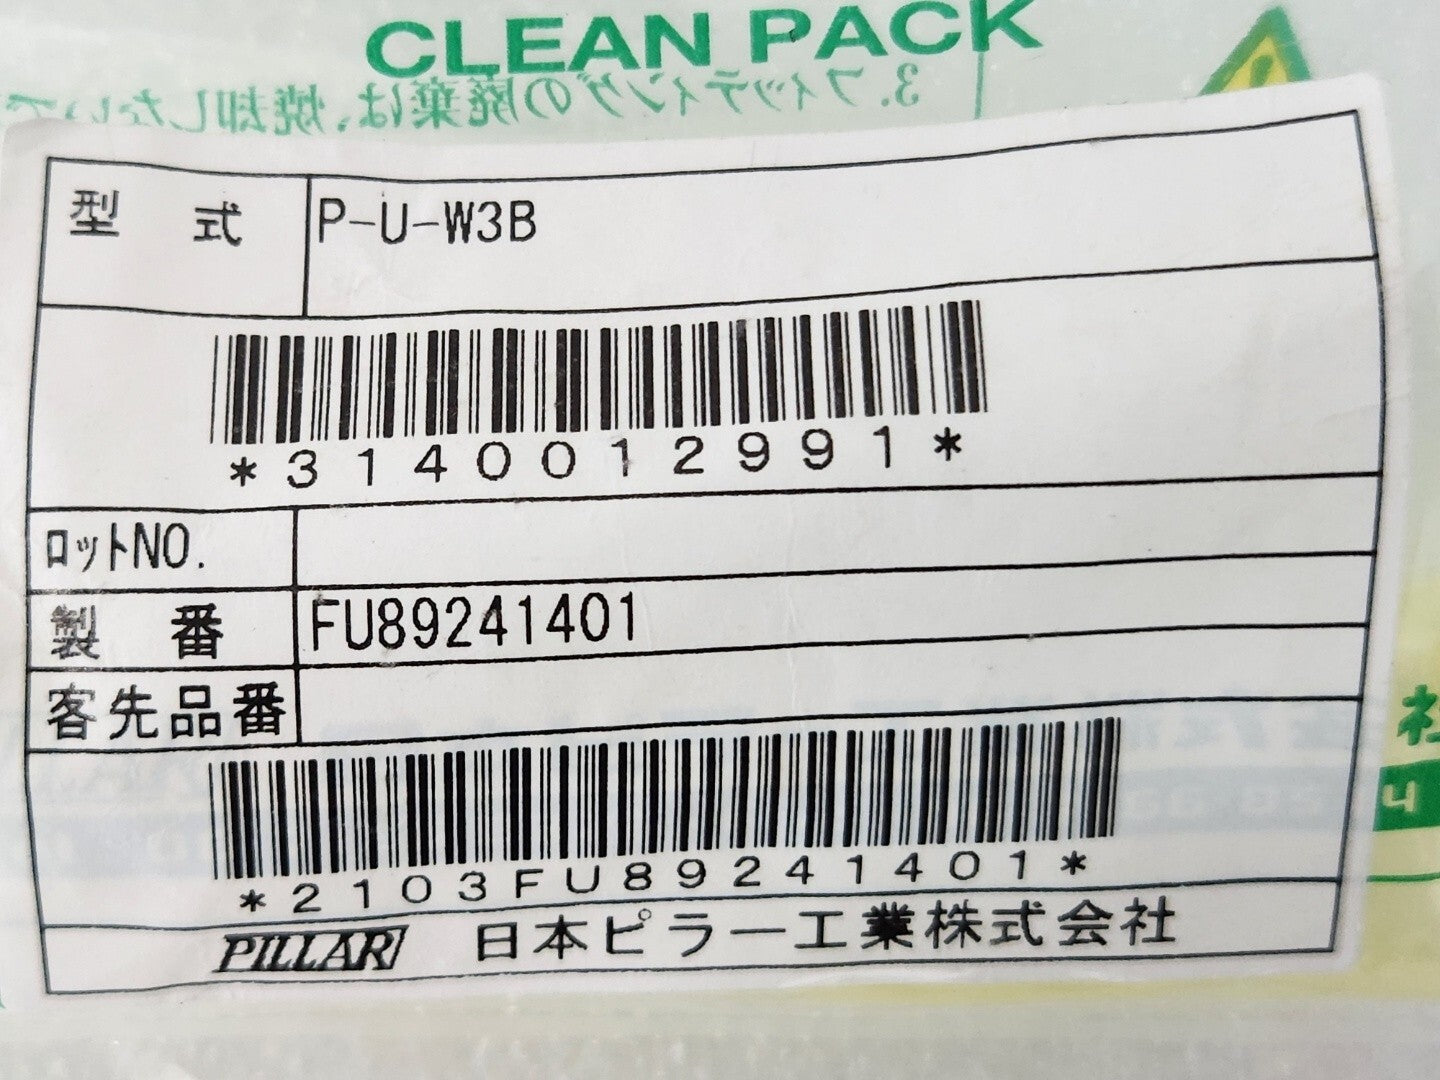 CLEAN PACK
3.フィッティングの廃棄は、焼却しないで
型 式 P-U-W3B
*3140012991*
ロットNO.
製 番 FU89241401
客先品番
*2103FU89241401*
PILLAR 日本ピラー工業株式会社
社